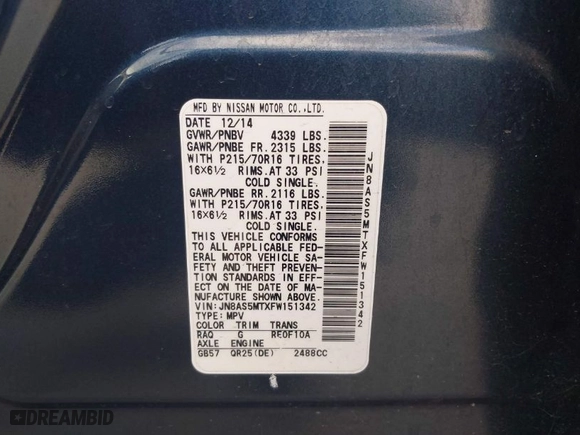 MFD BY NISSAN MOTOR CO.,LTD.
DATE 12/14
GVWR/PNBV 4339 LBS.
GAWR/PNBE FR. 2315 LBS.
WITH P215/70R16 TIRES,
16X6½ RIMS, AT 33 PSI
COLD SINGLE.
GAWR/PNBE RR. 2116 LBS.
WITH P215/70R16 TIRES,
16X6½ RIMS, AT 33 PSI
COLD SINGLE.
THIS VEHICLE CONFORMS
TO ALL APPLICABLE FED-
ERAL MOTOR VEHICLE SA-
FETY AND THEFT PREVEN-
TION STANDARDS IN EFF-
ECT ON THE DATE OF MA-
NUFACTURE SHOWN ABOVE.
VIN: JN8AS5MTXFW151342
TYPE: MPV
COLOR TRIM TRANS
RAQ G RE0F10A
AXLE ENGINE
GB57 QR25(DE) 2488CC
JN8AS5MTXFW151342
DREAMBID